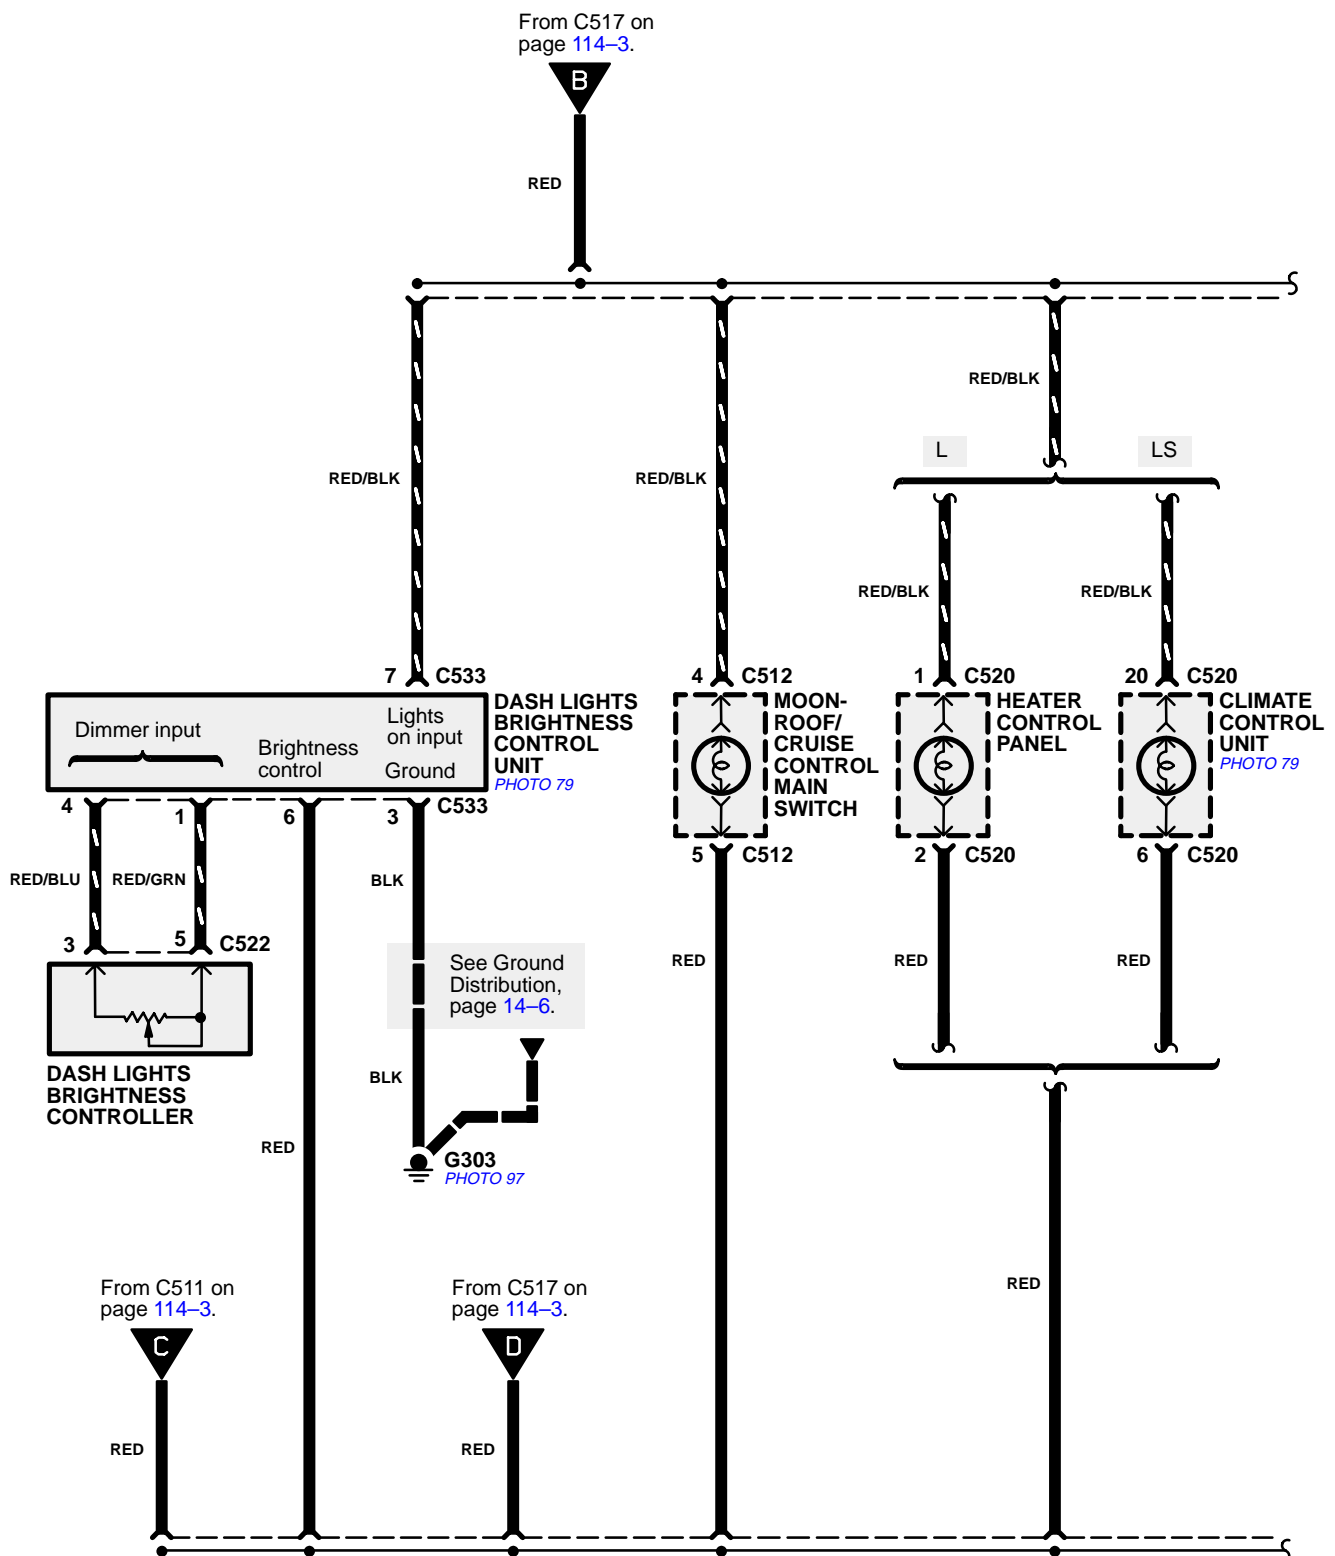 From C517 on
page 114–3.
B
RED
RED/BLK
L
LS
RED/BLK
RED/BLK
RED/BLK
RED/BLK
7
C533
4
C512
1
C520
20
C520
DASH LIGHTS
BRIGHTNESS
CONTROL
UNIT
PHOTO 79
MOON-
ROOF/
CRUISE
CONTROL
MAIN
SWITCH
HEATER
CONTROL
PANEL
CLIMATE
CONTROL
UNIT
PHOTO 79
Dimmer input
Brightness
control
Lights
on input
Ground
4
1
6
3
C533
5
C512
2
C520
6
C520
RED/BLU
RED/GRN
BLK
3
5
C522
RED
RED
RED
See Ground
Distribution,
page 14–6.
DASH LIGHTS
BRIGHTNESS
CONTROLLER
BLK
RED
G303
PHOTO 97
From C511 on
page 114–3.
C
From C517 on
page 114–3.
D
RED
RED
RED